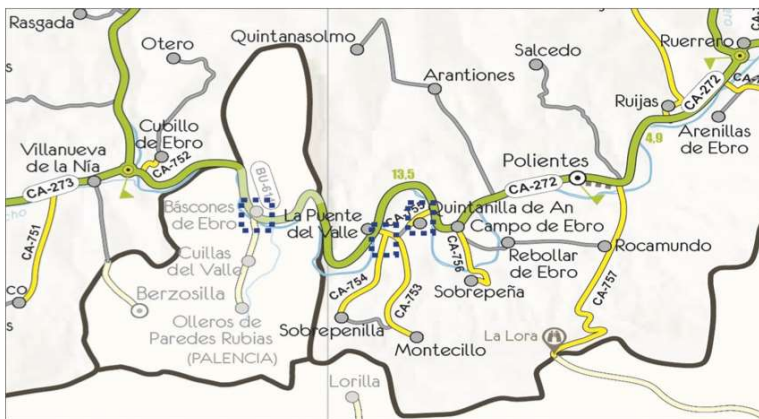 Rasgada
Otero
Quintanasolmo
Salcedo
Ruerrero
Arantiones
CA-272
Ruijas
Arenillas
de Ebro
Cubillo
de Ebro
CA-752
Villanueva
de la Nía
CA-273
4,9
Polientes
13,5
CA-272
BU-61
Báscones
de Ebro
La Puente
del Valle
CA-755
Quintanilla de An
Campo de Ebro
CA-751
Cuillas
del Valle
Rebollar
de Ebro
Rocamundo
CA-756
CA-754
CA-753
Sobrepeña
CA-757
Berzosilla
Olleros de
Paredes Rubias
(PALENCIA)
Sobrepenilla
Montecillo
La Lora
Lorilla